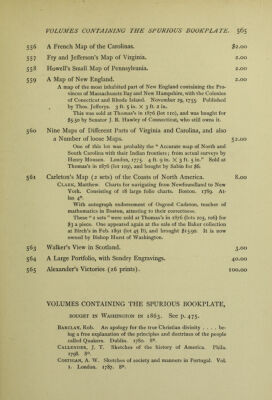 VOLUMES CONTAINING THE SPURIOUS BOOKPLATE. 565
556 A French Map of the Carolinas. $2.00
557 Fry and Jefferson's Map of Virginia. 2.00
558 Howell's Small Map of Pennsylvania. 2.00
559 A Map of New England. 2.00
A map of the most inhabited part of New England containing the Pro-
vinces of Massachusets Bay and New Hampshire, with the Colonies
of Conecticut and Rhode Island. November 29, 1755. Published
by Thos. Jefferys. 3 ft. 5 in. × 3 ft. 2 in.
This was sold at Thomas's in 1876 (lot 110), and was bought for
$5.50 by Senator J. R. Hawley of Connecticut, who still owns it.
560 Nine Maps of Different Parts of Virginia and Carolina, and also
a Number of loose Maps. 52.00
One of this lot was probably the "Accurate map of North and
South Carolina with their Indian frontiers; from actual surveys by
Henry Mouzon. London, 1775. 4 ft. 9 in. × 3 ft. 5 in." Sold at
Thomas's in 1876 (lot 109), and bought by Sabin for $6.
561 Carleton's Map (2 sets) of the Coasts of North America. 8.00
CLARK, Matthew. Charts for navigating from Newfoundland to New
York. Consisting of 18 large folio charts. Boston. 1789. At-
las 4°.
With autograph endorsement of Osgood Carleton, teacher of
mathematics in Boston, attesting to their correctness.
These "2 sets" were sold at Thomas's in 1876 (lots 105, 106) for
$3 a piece. One appeared again at the sale of the Baker collection
at Birch's in Feb. 1891 (lot 45 B), and brought $15.90. It is now
owned by Bishop Hurst of Washington.
563 Walker's View in Scotland. 3.00
564 A Large Portfolio, with Sendry Engravings. 40.00
565 Alexander's Victories (26 prints). 100.00
VOLUMES CONTAINING THE SPURIOUS BOOKPLATE,
BOUGHT IN WASHINGTON IN 1863. See p. 475.
BARCLAY, Rob. An apology for the true Christian divinity . . . . be-
ing a free explanation of the principles and doctrines of the people
called Quakers. Dublin. 1780. 8°.
CALLENDER, J. T. Sketches of the history of America. Phila.
1798. 8°.
COSTIGAN, A. W. Sketches of society and manners in Portugal. Vol.
1. London. 1787. 8°.